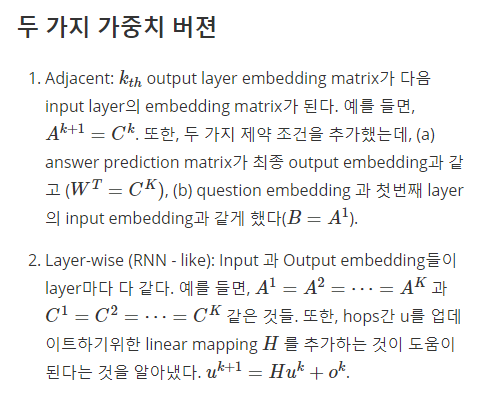 두 가지 가중치 버젼
1. Adjacent: k_{th} output layer embedding matrix가 다음
input layer의 embedding matrix가 된다. 예를 들면,
A^{k+1} = C^k. 또한, 두 가지 제약 조건을 추가했는데, (a)
answer prediction matrix가 최종 output embedding과 같
고 (W^T = C^K), (b) question embedding 과 첫번째 layer
의 input embedding과 같게 했다(B = A^1).
2. Layer-wise (RNN - like): Input 과 Output embedding들이
layer마다 다 같다. 예를 들면, A^1 = A^2 = ⋯ = A^K 과
C^1 = C^2 = ⋯ = C^K 같은 것들. 또한, hops간 u를 업데
이트하기위한 linear mapping H 를 추가하는 것이 도움이
된다는 것을 알아냈다. u^{k+1} = Hu^k + o^k.